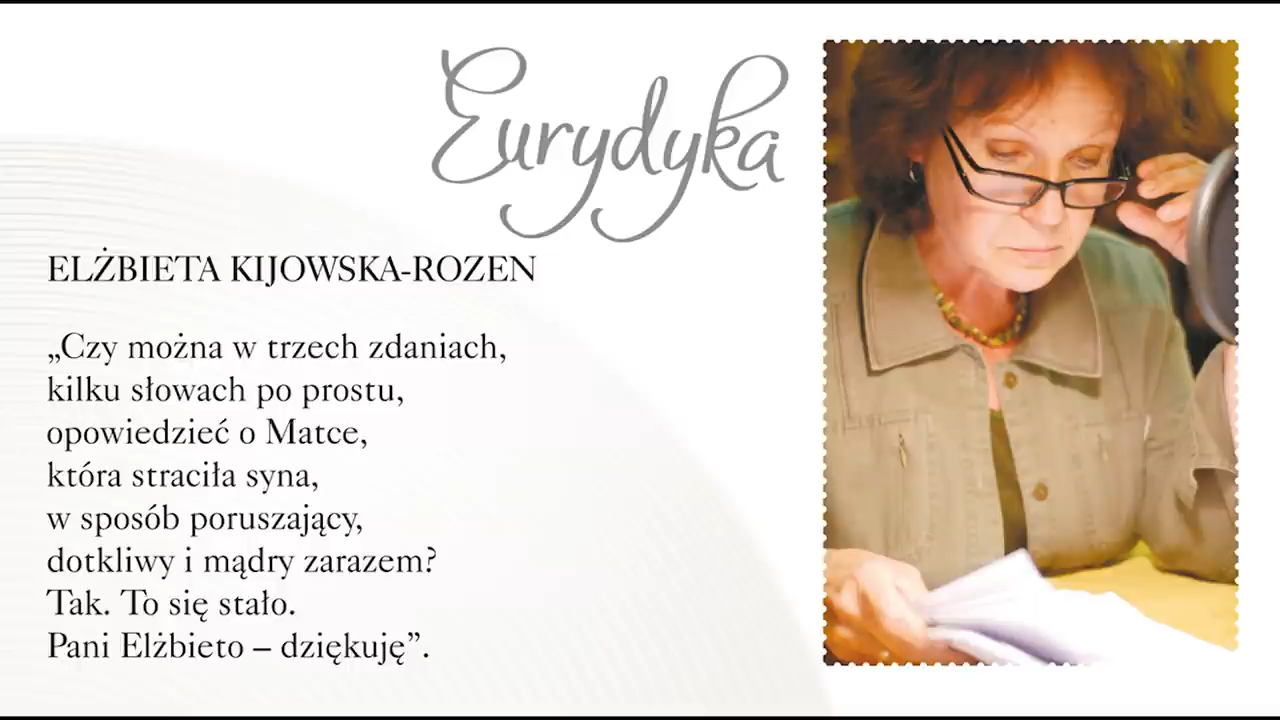 Eurydyka
ELŻBIETA KIJOWSKA-ROZEN
„Czy można w trzech zdaniach,
kilku słowach po prostu,
opowiedzieć o Matce,
która straciła syna,
w sposób poruszający,
dotkliwy i mądry zarazem?
Tak. To się stało.
Pani Elżbieto – dziękuję”.